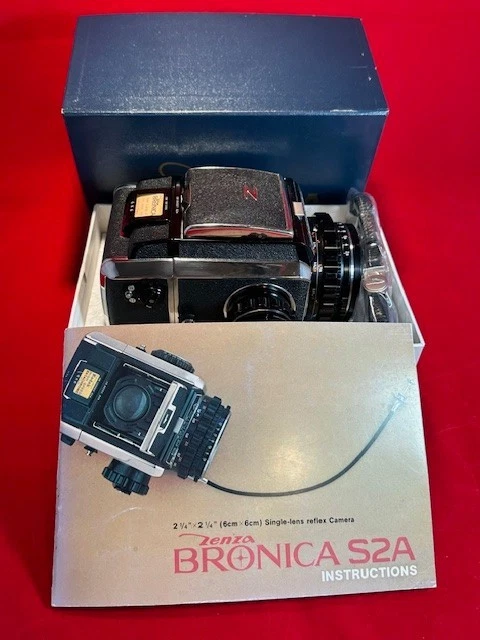 Z
2 1/4" × 2 1/4" (6cm × 6cm) Single-lens reflex Camera
Zenza
BRONICA S2A
INSTRUCTIONS